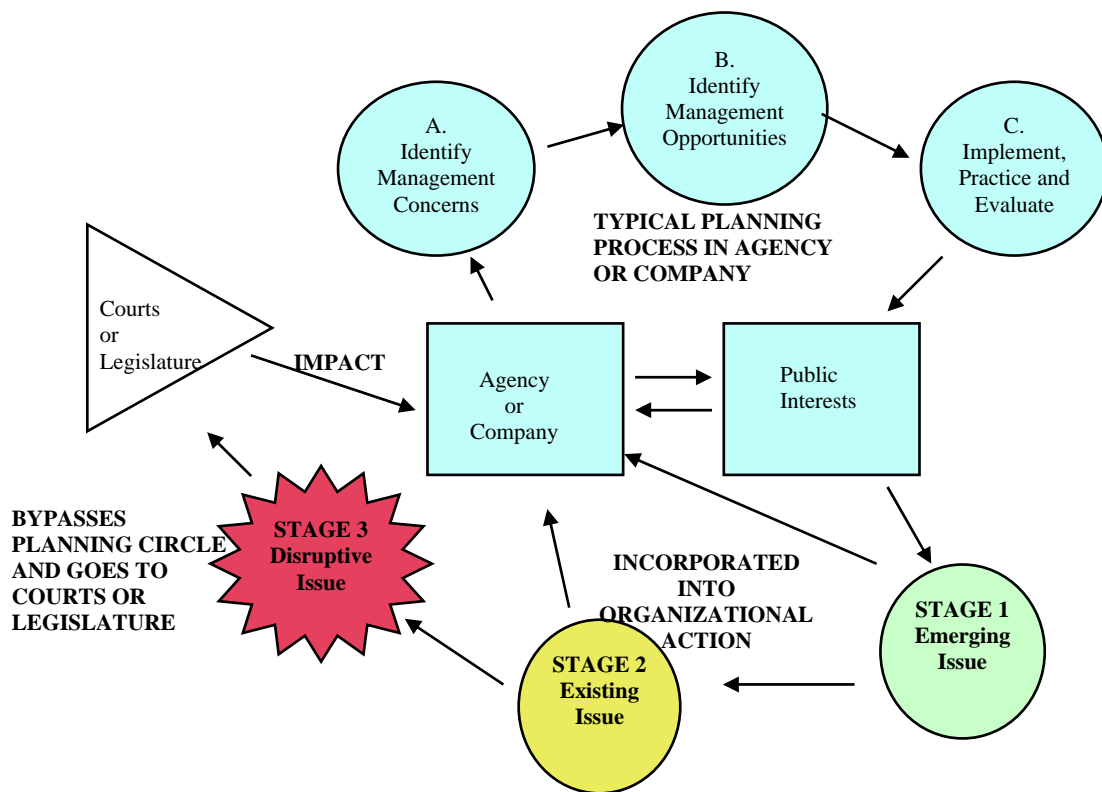 A.
Identify
Management
Concerns
B.
Identify
Management
Opportunities
C.
Implement,
Practice and
Evaluate
TYPICAL PLANNING
PROCESS IN AGENCY
OR COMPANY
Courts
or
Legislature
IMPACT
Agency
or
Company
Public
Interests
BYPASSES
PLANNING CIRCLE
AND GOES TO
COURTS OR
LEGISLATURE
STAGE 3
Disruptive
Issue
INCORPORATED
INTO
ORGANIZATIONAL
ACTION
STAGE 2
Existing
Issue
STAGE 1
Emerging
Issue